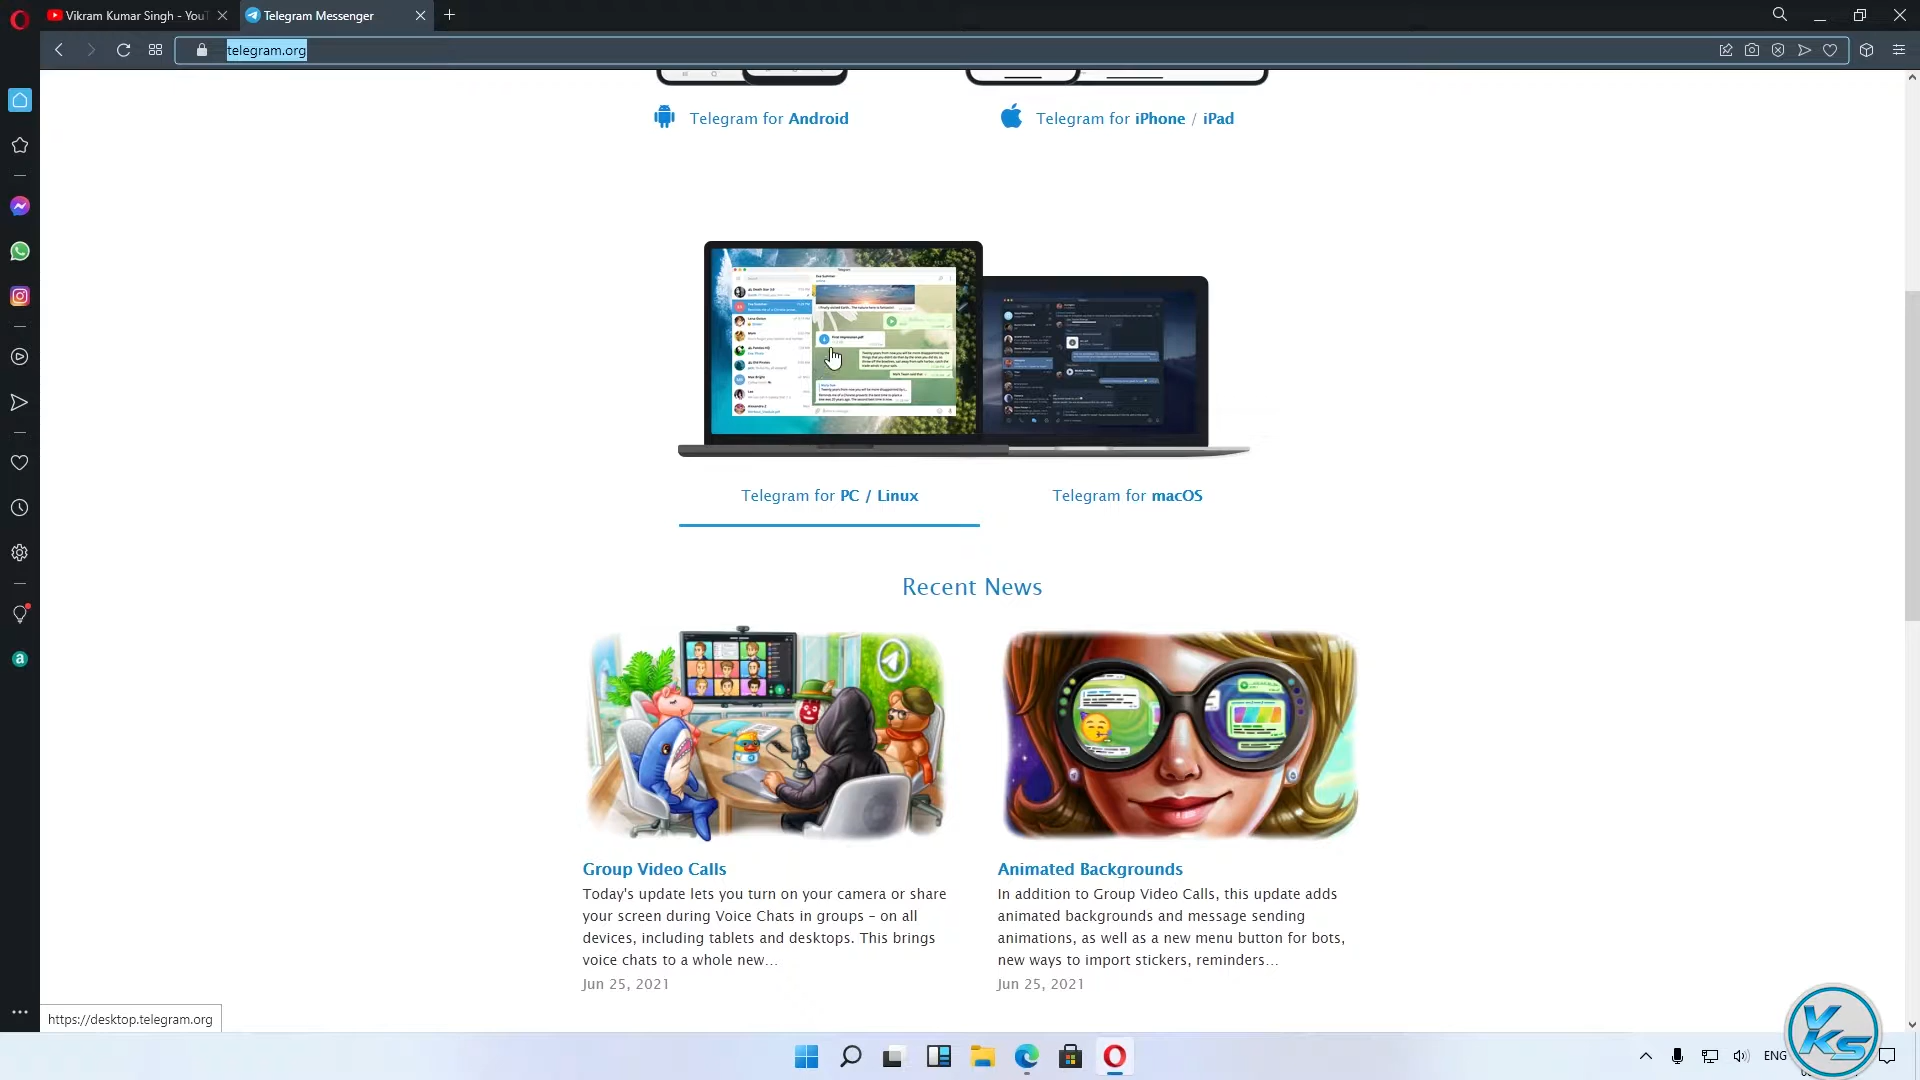 Vikram Kumar Singh - YouT
Telegram Messenger
telegram.org
Telegram for Android
Telegram for iPhone / iPad
Telegram for PC / Linux
Telegram for macOS
Recent News
Group Video Calls
Today's update lets you turn on your camera or share
your screen during Voice Chats in groups – on all
devices, including tablets and desktops. This brings
voice chats to a whole new...
Jun 25, 2021
Animated Backgrounds
In addition to Group Video Calls, this update adds
animated backgrounds and message sending
animations, as well as a new menu button for bots,
new ways to import stickers, reminders...
Jun 25, 2021
https://desktop.telegram.org
ENG
VKS